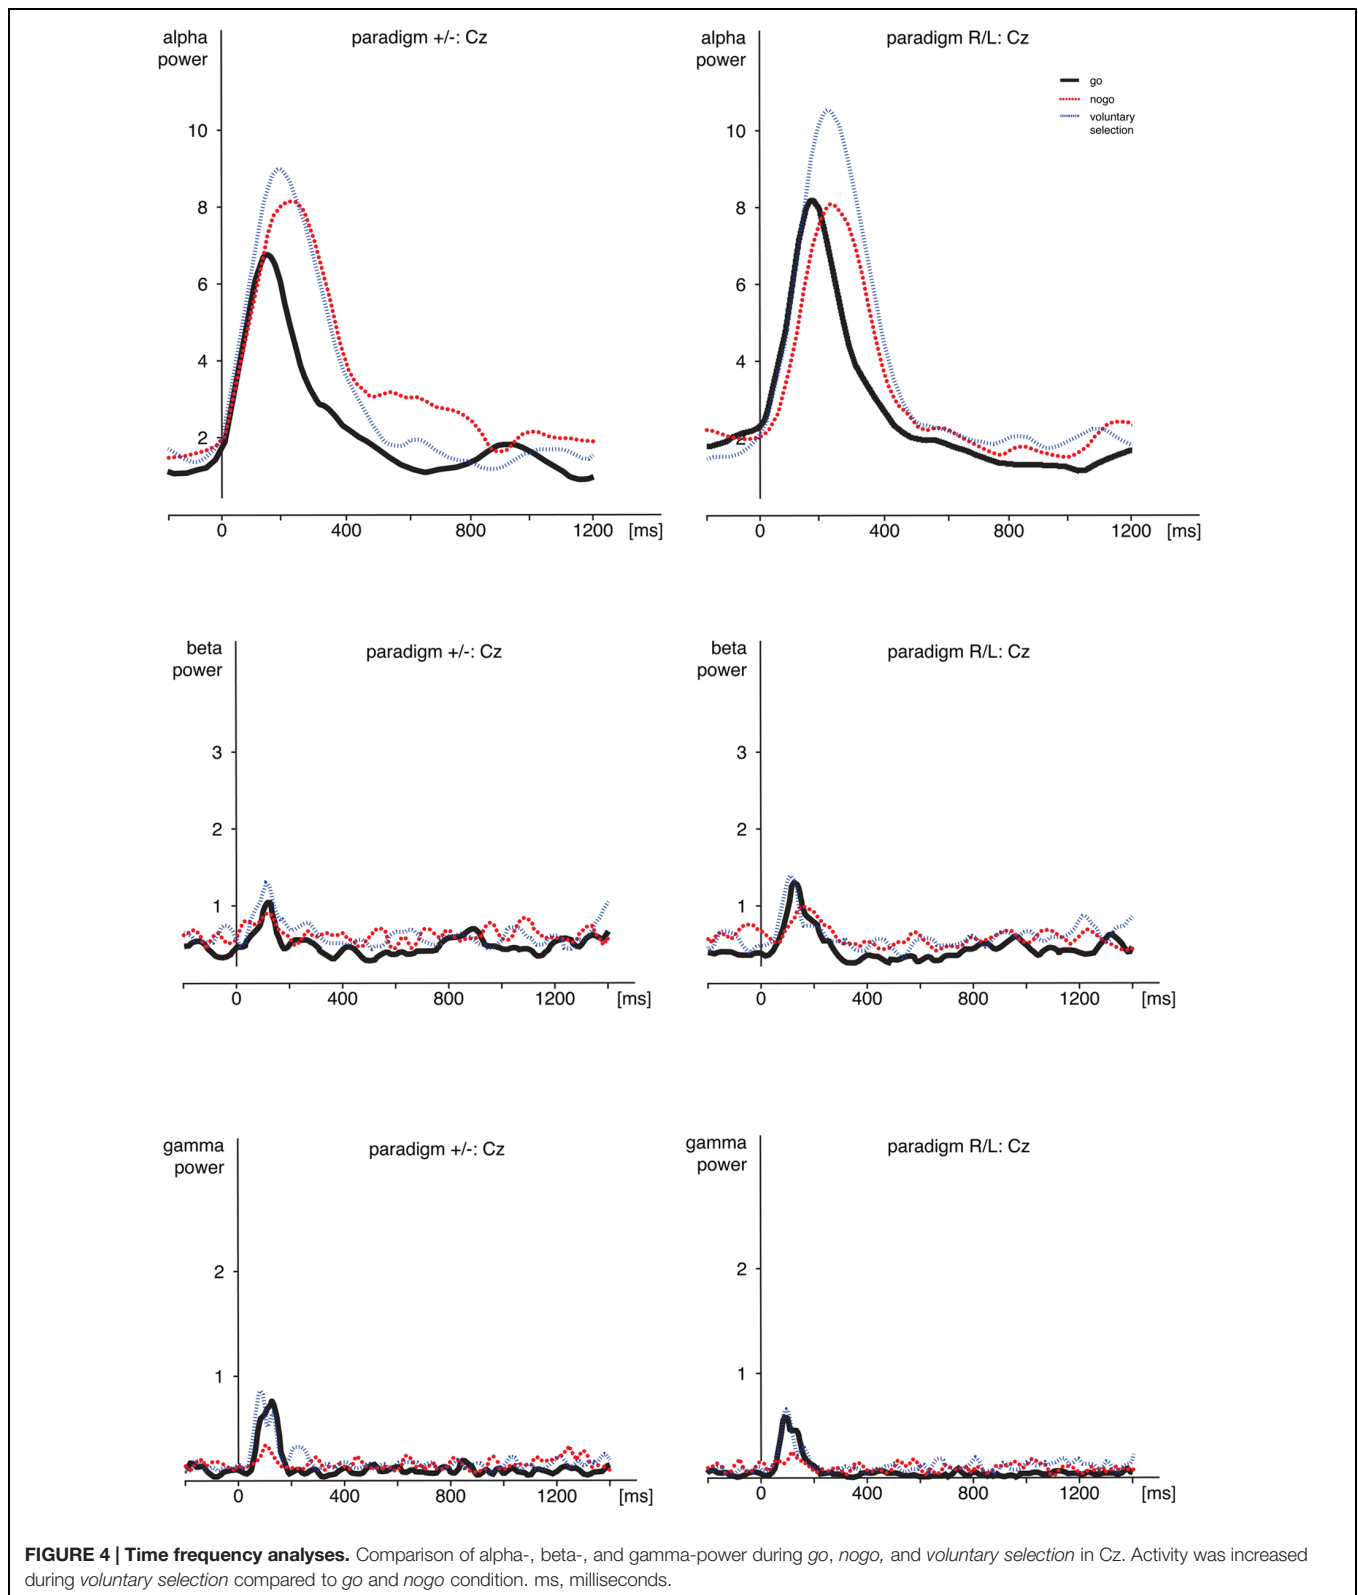 alpha
power
paradigm +/-: Cz
10
8
6
4
2
0 400 800 1200 [ms]
alpha
power
paradigm R/L: Cz
go
nogo
voluntary
selection
10
8
6
4
2
0 400 800 1200 [ms]
beta
power
paradigm +/-: Cz
3
2
1
0 400 800 1200 [ms]
beta
power
paradigm R/L: Cz
3
2
1
0 400 800 1200 [ms]
gamma
power
paradigm +/-: Cz
2
1
0 400 800 1200 [ms]
gamma
power
paradigm R/L: Cz
2
1
0 400 800 1200 [ms]
FIGURE 4 | Time frequency analyses. Comparison of alpha-, beta-, and gamma-power during go, nogo, and voluntary selection in Cz. Activity was increased
during voluntary selection compared to go and nogo condition. ms, milliseconds.